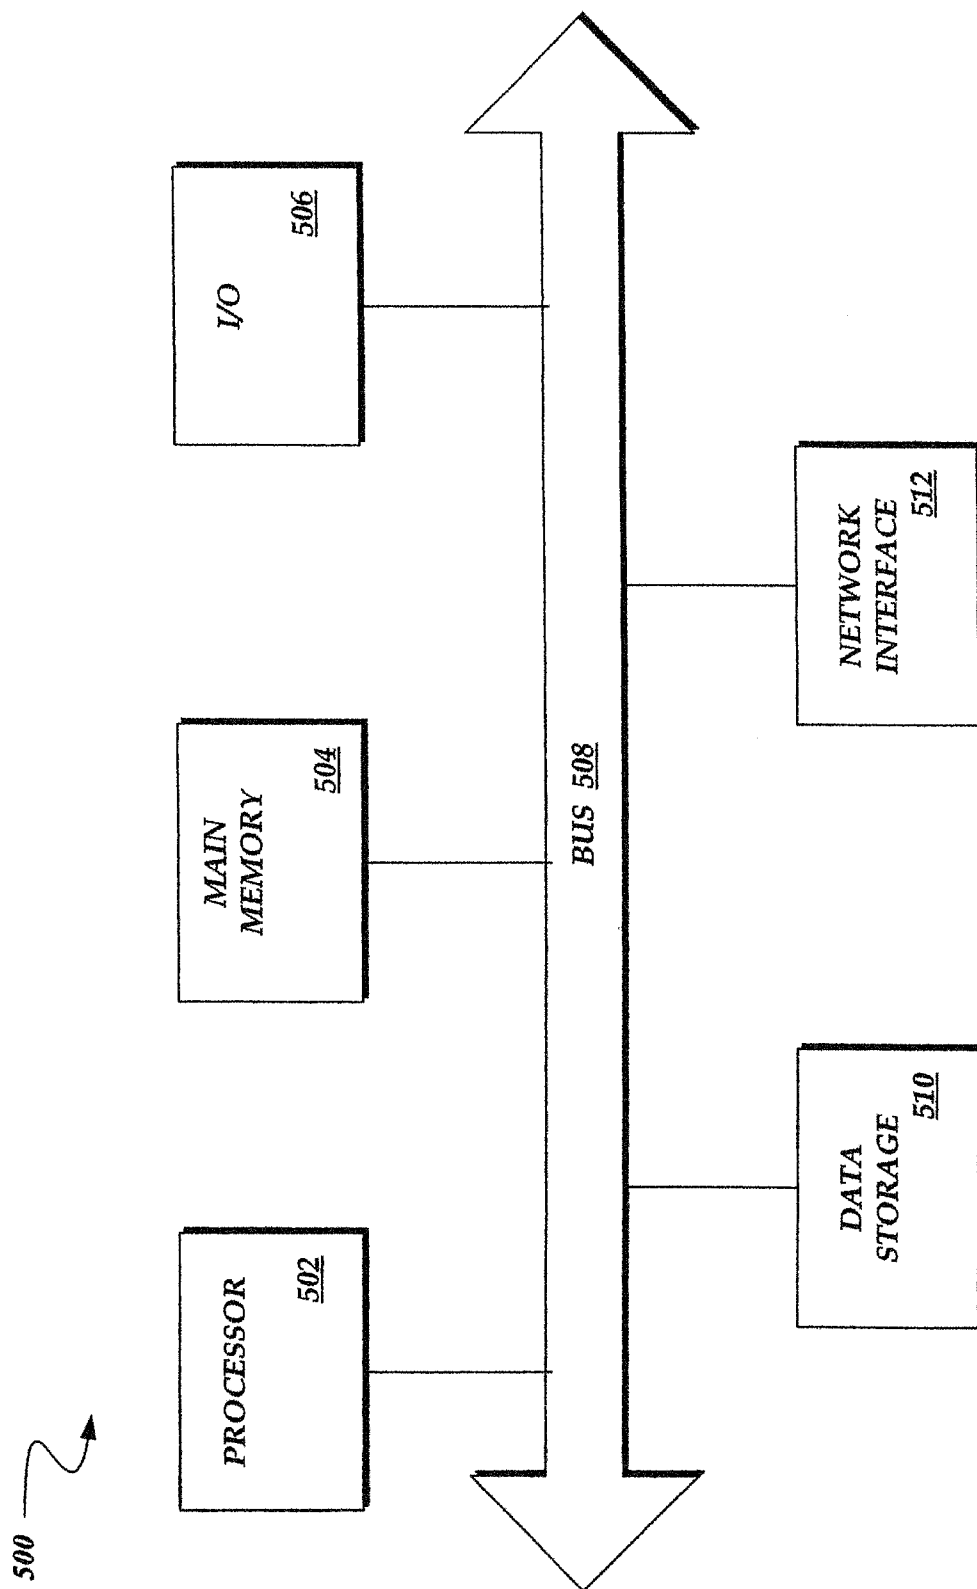 500
PROCESSOR
502
MAIN
MEMORY
504
I/O
506
BUS 508
DATA
STORAGE
510
NETWORK
INTERFACE
512